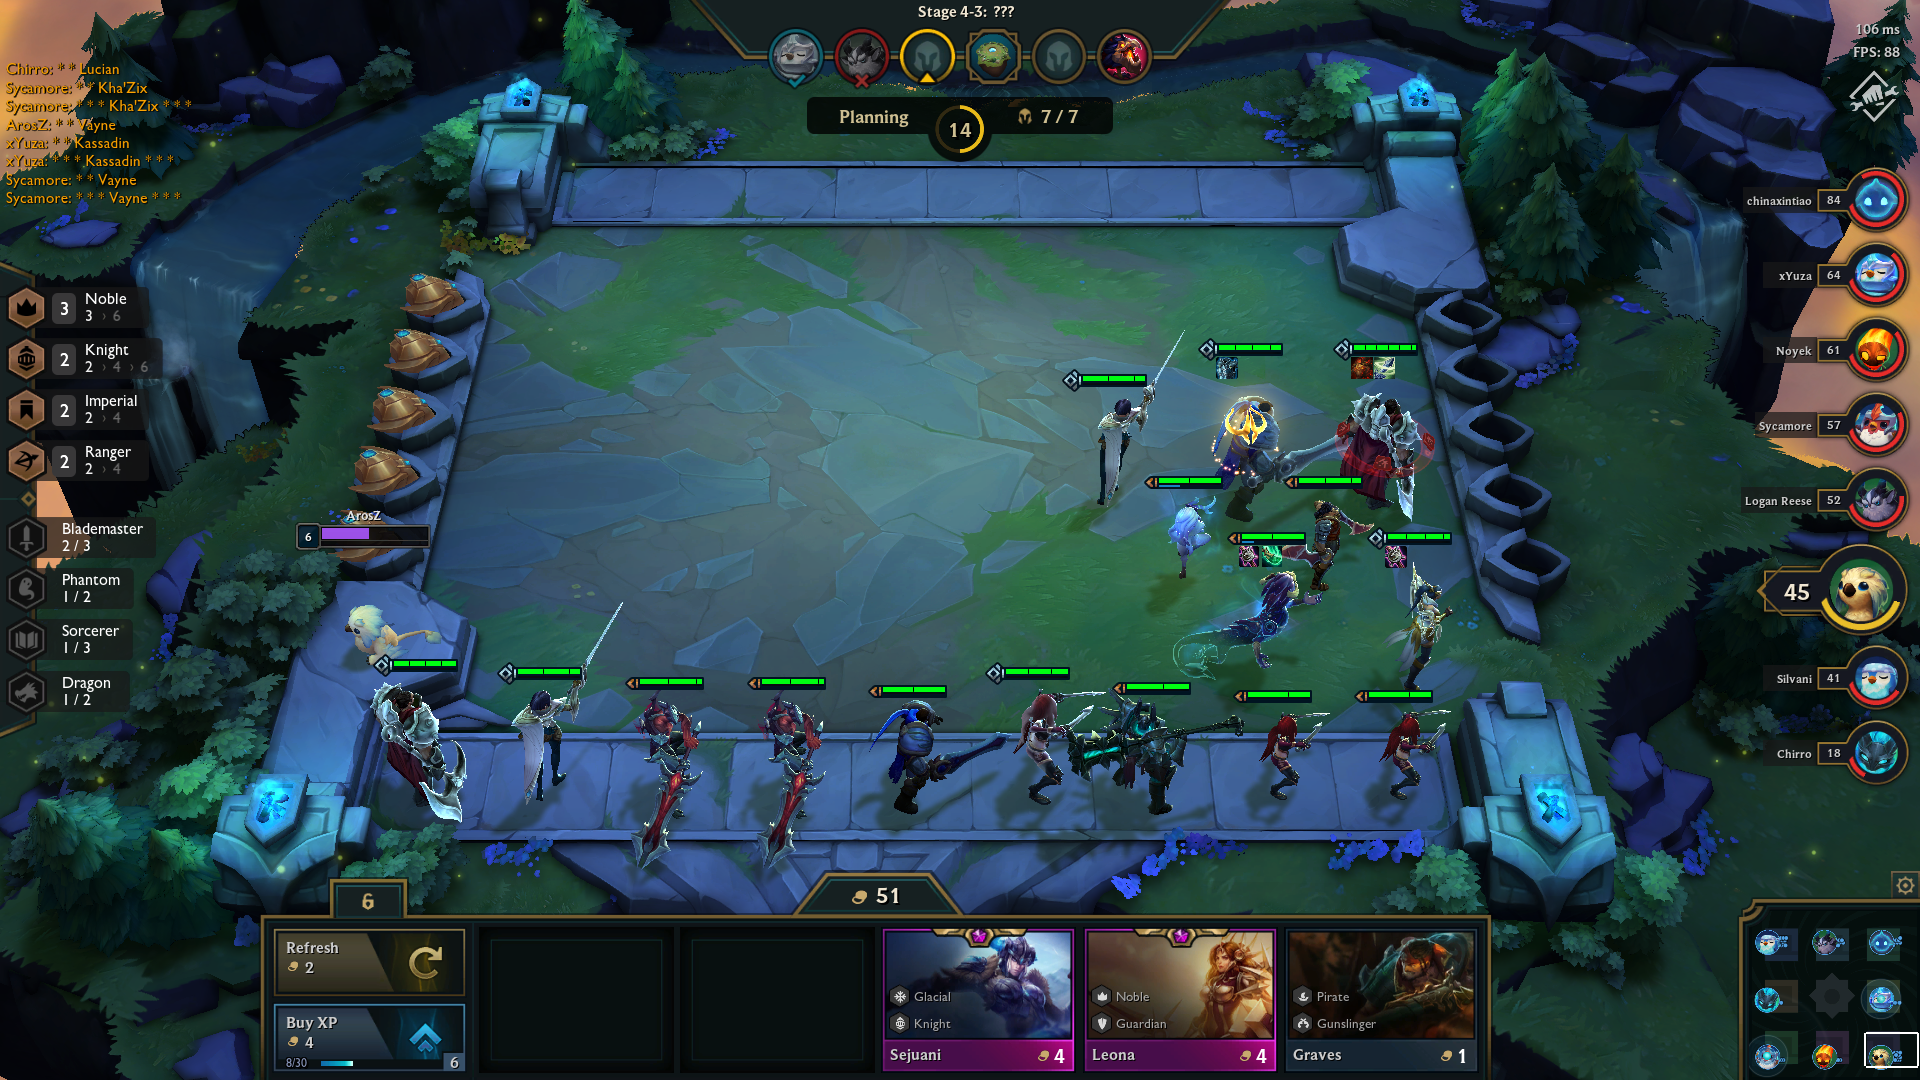 Stage 4-3: ???
106 ms
FPS: 88
Chirro: * * Lucian
Sycamore: * * Kha'Zix
Sycamore: * * * Kha'Zix * * *
ArosZ: * * Vayne
xYuza: * * Kassadin
xYuza: * * * Kassadin * * *
Sycamore: * * Vayne
Sycamore: * * * Vayne * * *
Planning
14
7 / 7
chinaxintiao 84
xYuza 64
Noyek 61
Sycamore 57
Logan Reese 52
45
Silvani 41
Chirro 18
3 Noble
3 › 6
2 Knight
2 › 4 › 6
2 Imperial
2 › 4
2 Ranger
2 › 4
Blademaster
2 / 3
Phantom
1 / 2
Sorcerer
1 / 3
Dragon
1 / 2
ArosZ
6
6
51
Refresh
2
Buy XP
4
8/30
6
Glacial
Knight
Sejuani 4
Noble
Guardian
Leona 4
Pirate
Gunslinger
Graves 1